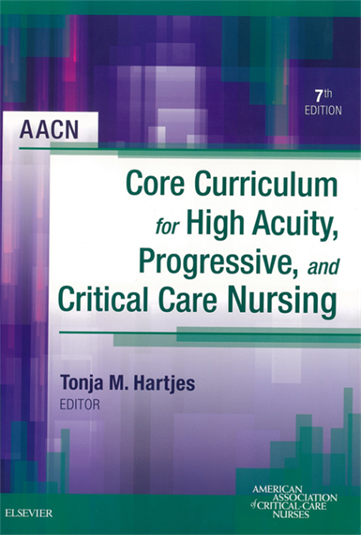 7th
EDITION
AACN
Core Curriculum
for High Acuity,
Progressive, and
Critical Care Nursing
Tonja M. Hartjes
EDITOR
ELSEVIER
AMERICAN
ASSOCIATION
of CRITICAL-CARE
NURSES